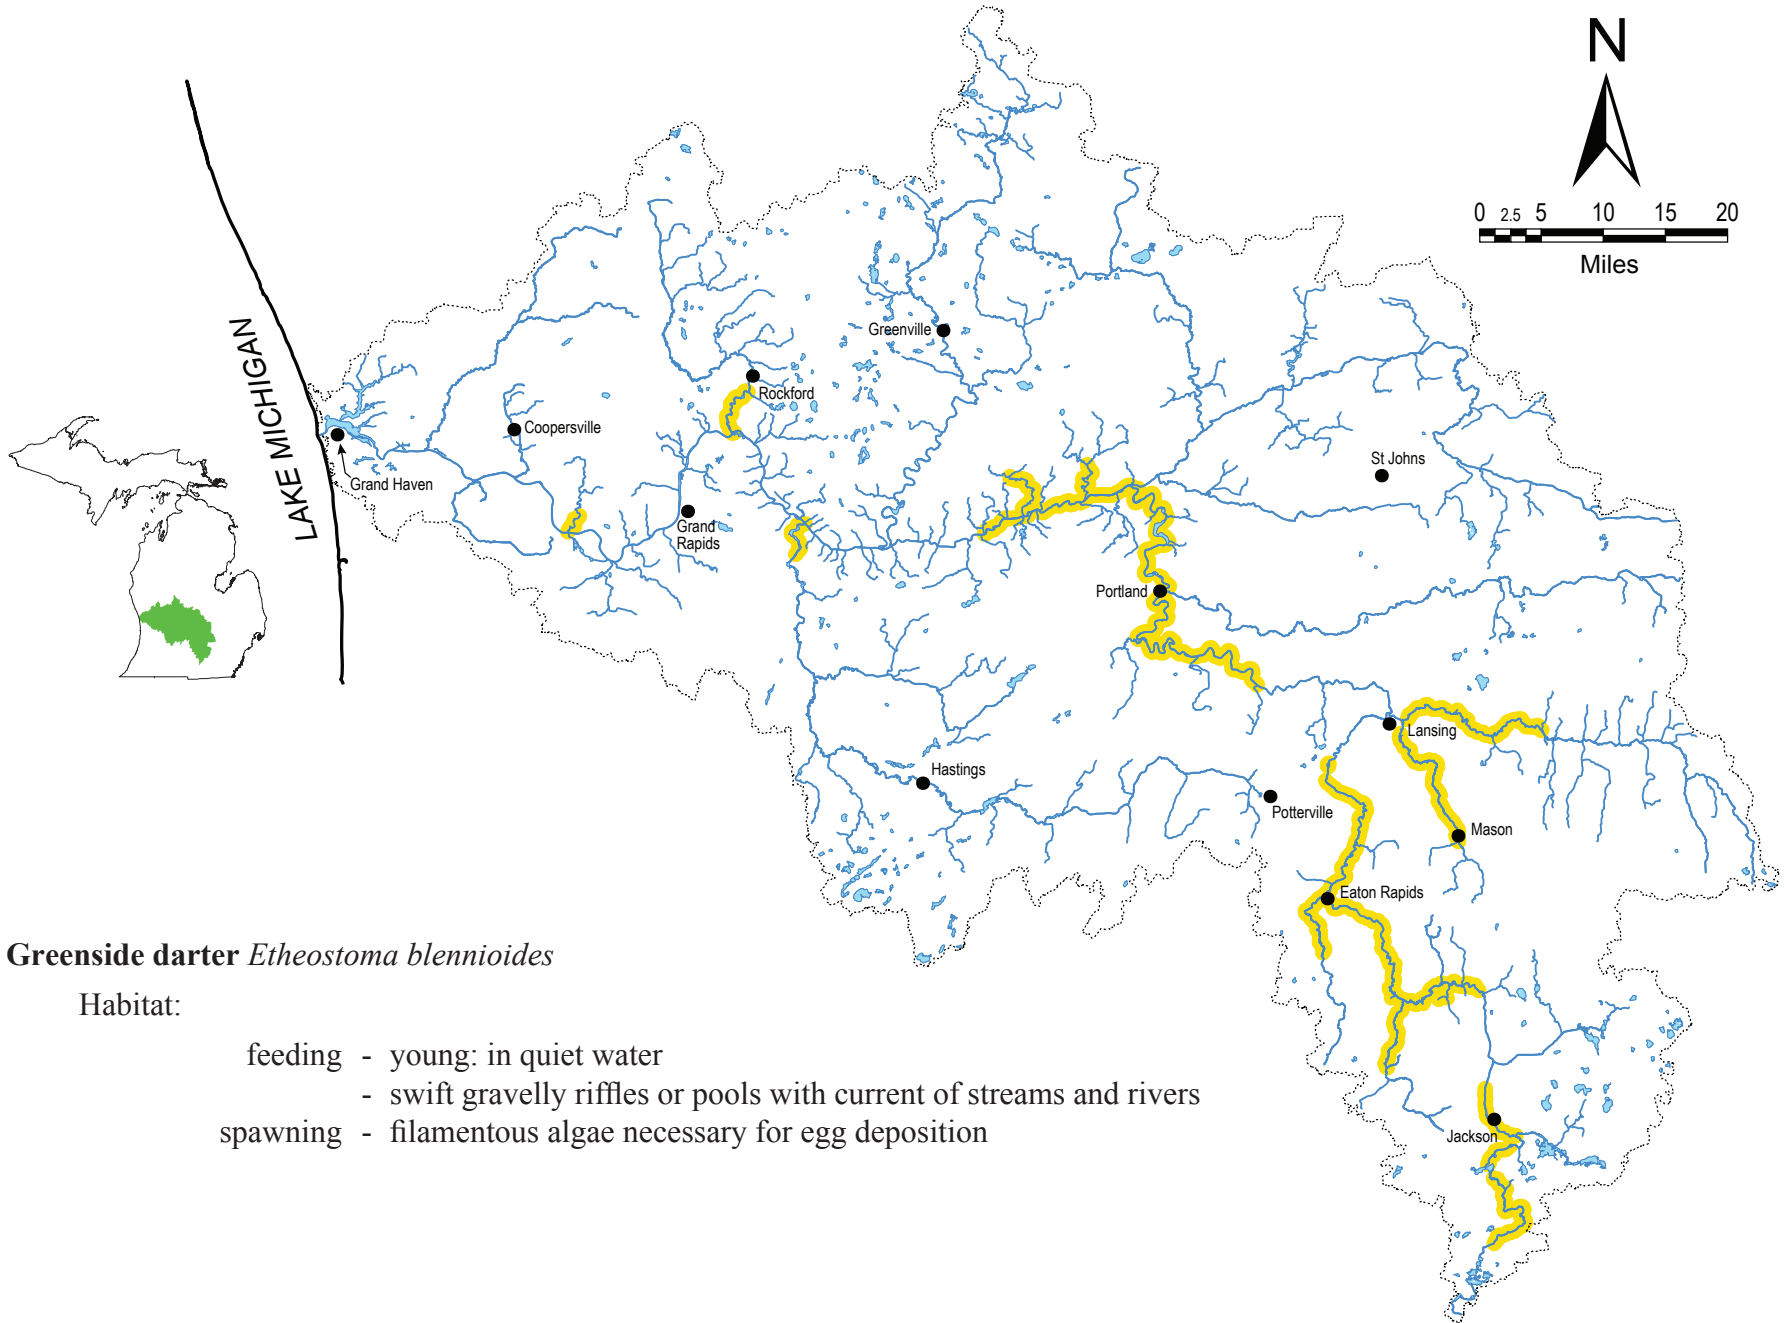 N
0 2.5 5 10 15 20
Miles
LAKE MICHIGAN
Greenville
Rockford
Coopersville
Grand Haven
St Johns
Grand
Rapids
Portland
Lansing
Hastings
Potterville
Mason
Eaton Rapids
Jackson
Greenside darter Etheostoma blennioides
Habitat:
feeding - young: in quiet water
- swift gravelly riffles or pools with current of streams and rivers
spawning - filamentous algae necessary for egg deposition